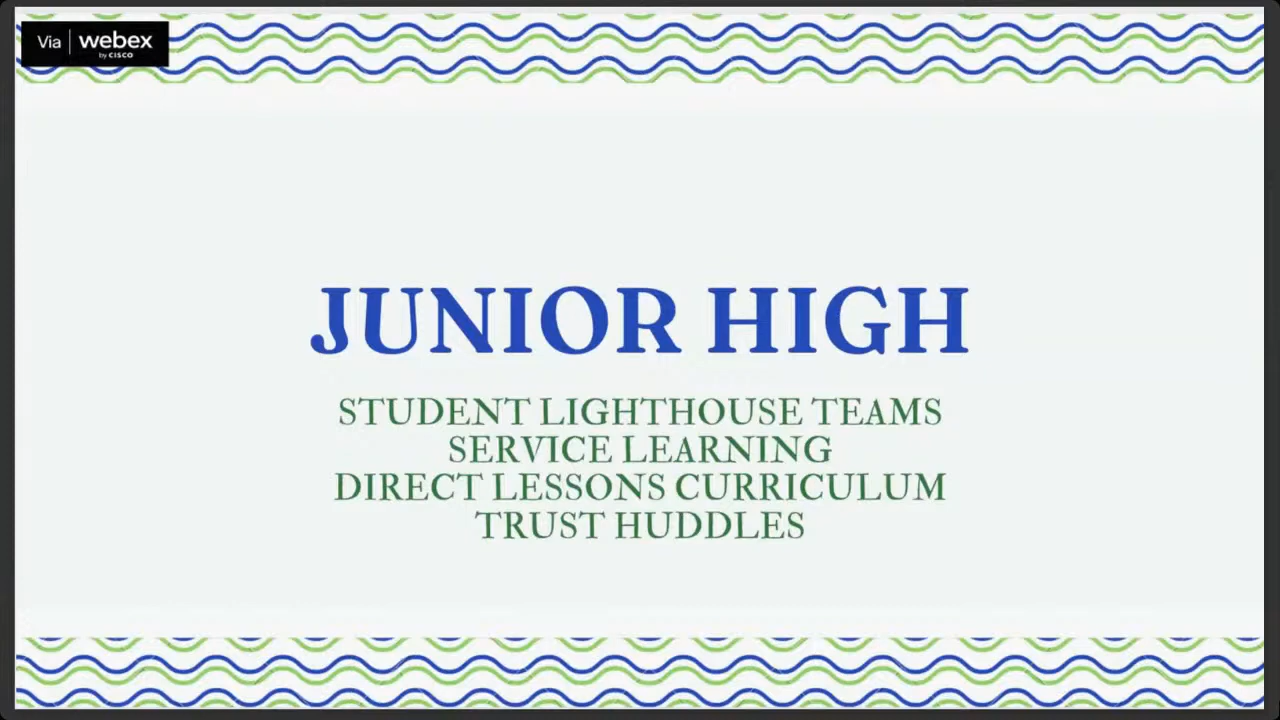 Via webex
by CISCO
JUNIOR HIGH
STUDENT LIGHTHOUSE TEAMS
SERVICE LEARNING
DIRECT LESSONS CURRICULUM
TRUST HUDDLES